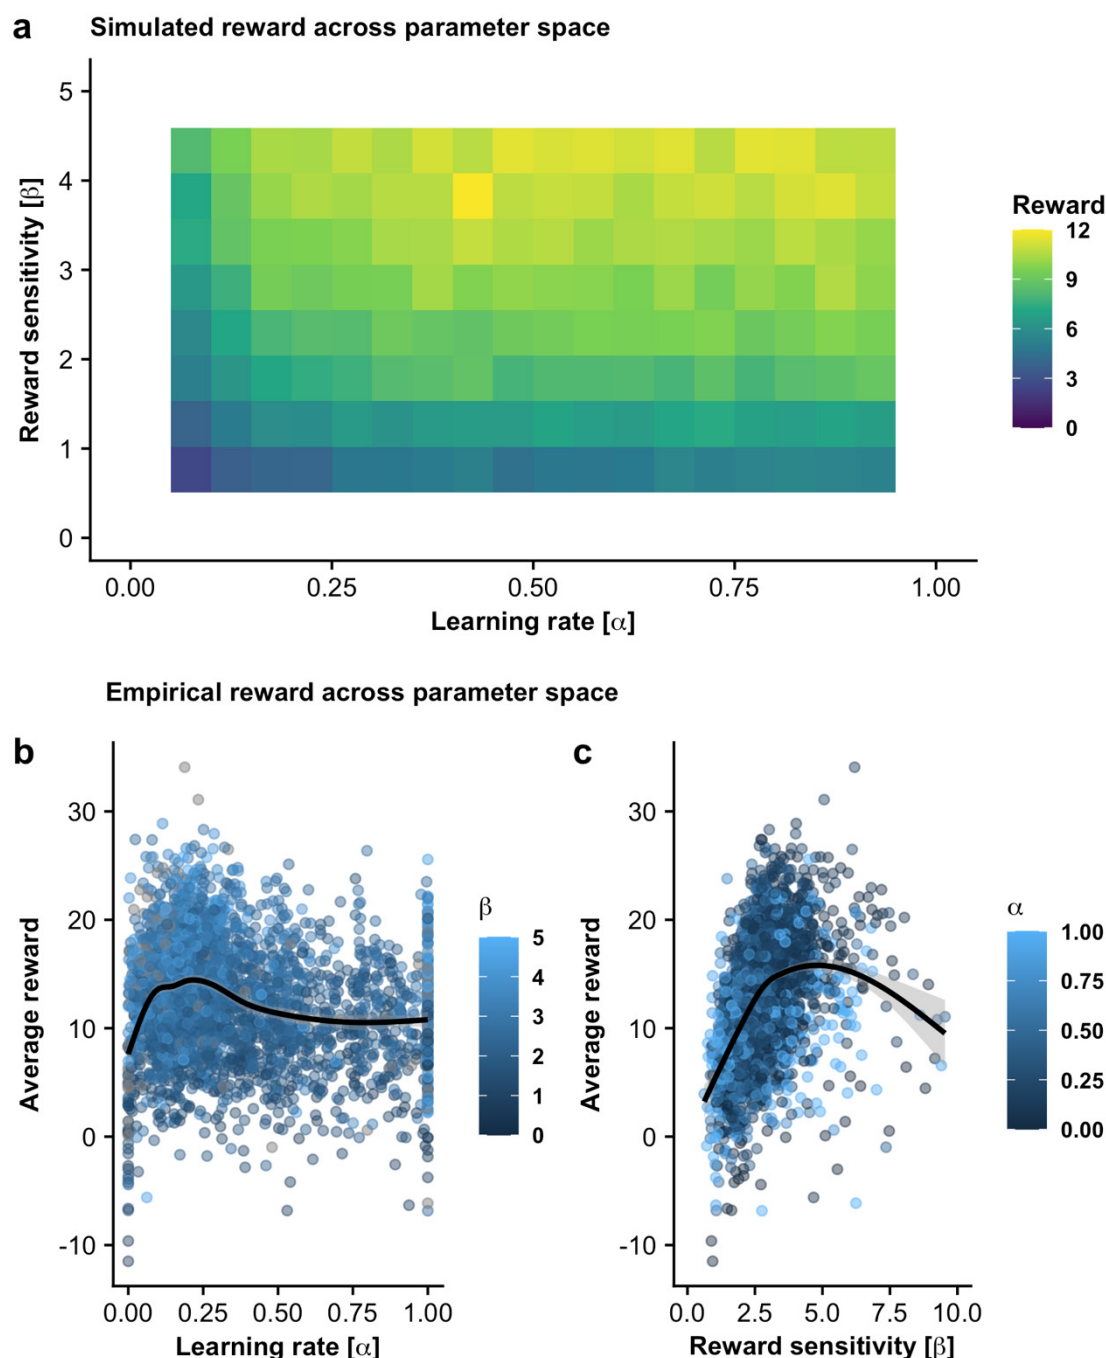 a Simulated reward across parameter space
5
4
3
2
1
0
Reward sensitivity [β]
0.00 0.25 0.50 0.75 1.00
Learning rate [α]
Reward
12
9
6
3
0
Empirical reward across parameter space
b
30
20
10
0
-10
Average reward
0.00 0.25 0.50 0.75 1.00
Learning rate [α]
β
5
4
3
2
1
0
c
30
20
10
0
-10
Average reward
0.0 2.5 5.0 7.5 10.0
Reward sensitivity [β]
α
1.00
0.75
0.50
0.25
0.00